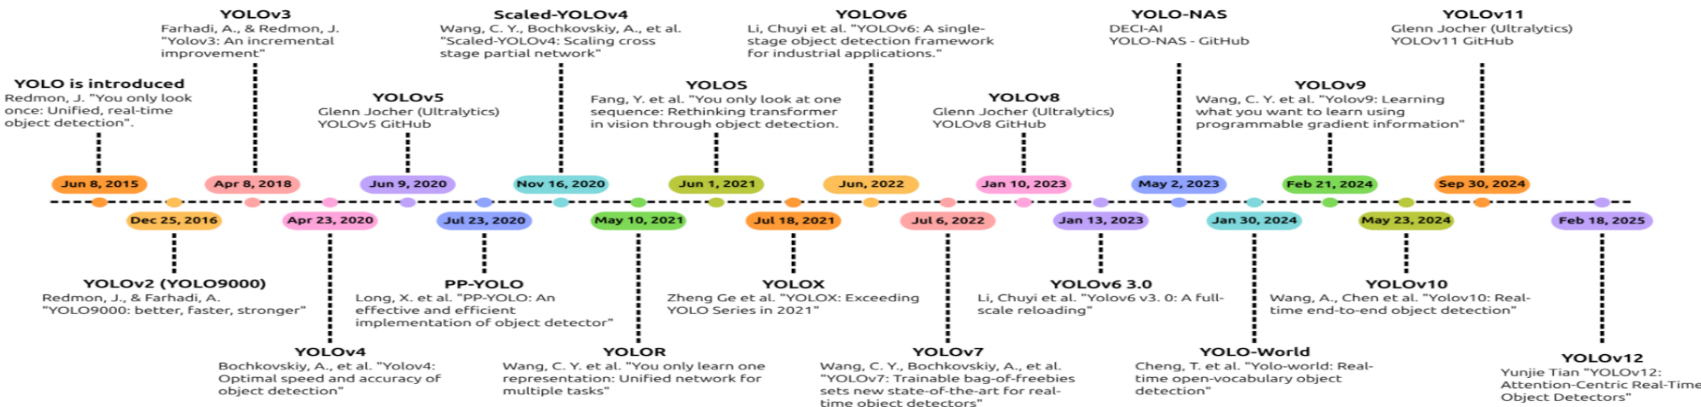 YOLO is introduced
Redmon, J. "You only look
once: Unified, real-time
object detection".
Jun 8, 2015
Dec 25, 2016
YOLOv2 (YOLO9000)
Redmon, J., & Farhadi, A.
"YOLO9000: better, faster, stronger"
YOLOv3
Farhadi, A., & Redmon, J.
"Yolov3: An incremental
improvement"
Apr 8, 2018
Apr 23, 2020
YOLOv4
Bochkovskiy, A., et al. "Yolov4:
Optimal speed and accuracy of
object detection"
YOLOv5
Glenn Jocher (Ultralytics)
YOLOv5 GitHub
Jun 9, 2020
Jul 23, 2020
PP-YOLO
Long, X. et al. "PP-YOLO: An
effective and efficient
implementation of object detector"
Scaled-YOLOv4
Wang, C. Y., Bochkovskiy, A., et al.
"Scaled-YOLOv4: Scaling cross
stage partial network"
Nov 16, 2020
May 10, 2021
YOLOR
Wang, C. Y. et al. "You only learn one
representation: Unified network for
multiple tasks"
YOLOS
Fang, Y. et al. "You only look at one
sequence: Rethinking transformer
in vision through object detection.
Jun 1, 2021
Jul 18, 2021
YOLOX
Zheng Ge et al. "YOLOX: Exceeding
YOLO Series in 2021"
YOLOv6
Li, Chuyi et al. "YOLOv6: A single-
stage object detection framework
for industrial applications."
Jun, 2022
Jul 6, 2022
YOLOv7
Wang, C. Y., Bochkovskiy, A., et al.
"YOLOv7: Trainable bag-of-freebies
sets new state-of-the-art for real-
time object detectors"
YOLOv8
Glenn Jocher (Ultralytics)
YOLOv8 GitHub
Jan 10, 2023
Jan 13, 2023
YOLOv6 3.0
Li, Chuyi et al. "Yolov6 v3. 0: A full-
scale reloading"
YOLO-NAS
DECI-AI
YOLO-NAS - GitHub
May 2, 2023
Jan 30, 2024
YOLO-World
Cheng, T. et al. "Yolo-world: Real-
time open-vocabulary object
detection"
YOLOv9
Wang, C. Y. et al. "Yolov9: Learning
what you want to learn using
programmable gradient information"
Feb 21, 2024
May 23, 2024
YOLOv10
Wang, A., Chen et al. "Yolov10: Real-
time end-to-end object detection"
YOLOv11
Glenn Jocher (Ultralytics)
YOLOv11 GitHub
Sep 30, 2024
Feb 18, 2025
YOLOv12
Yunjie Tian "YOLOv12:
Attention-Centric Real-Time
Object Detectors"